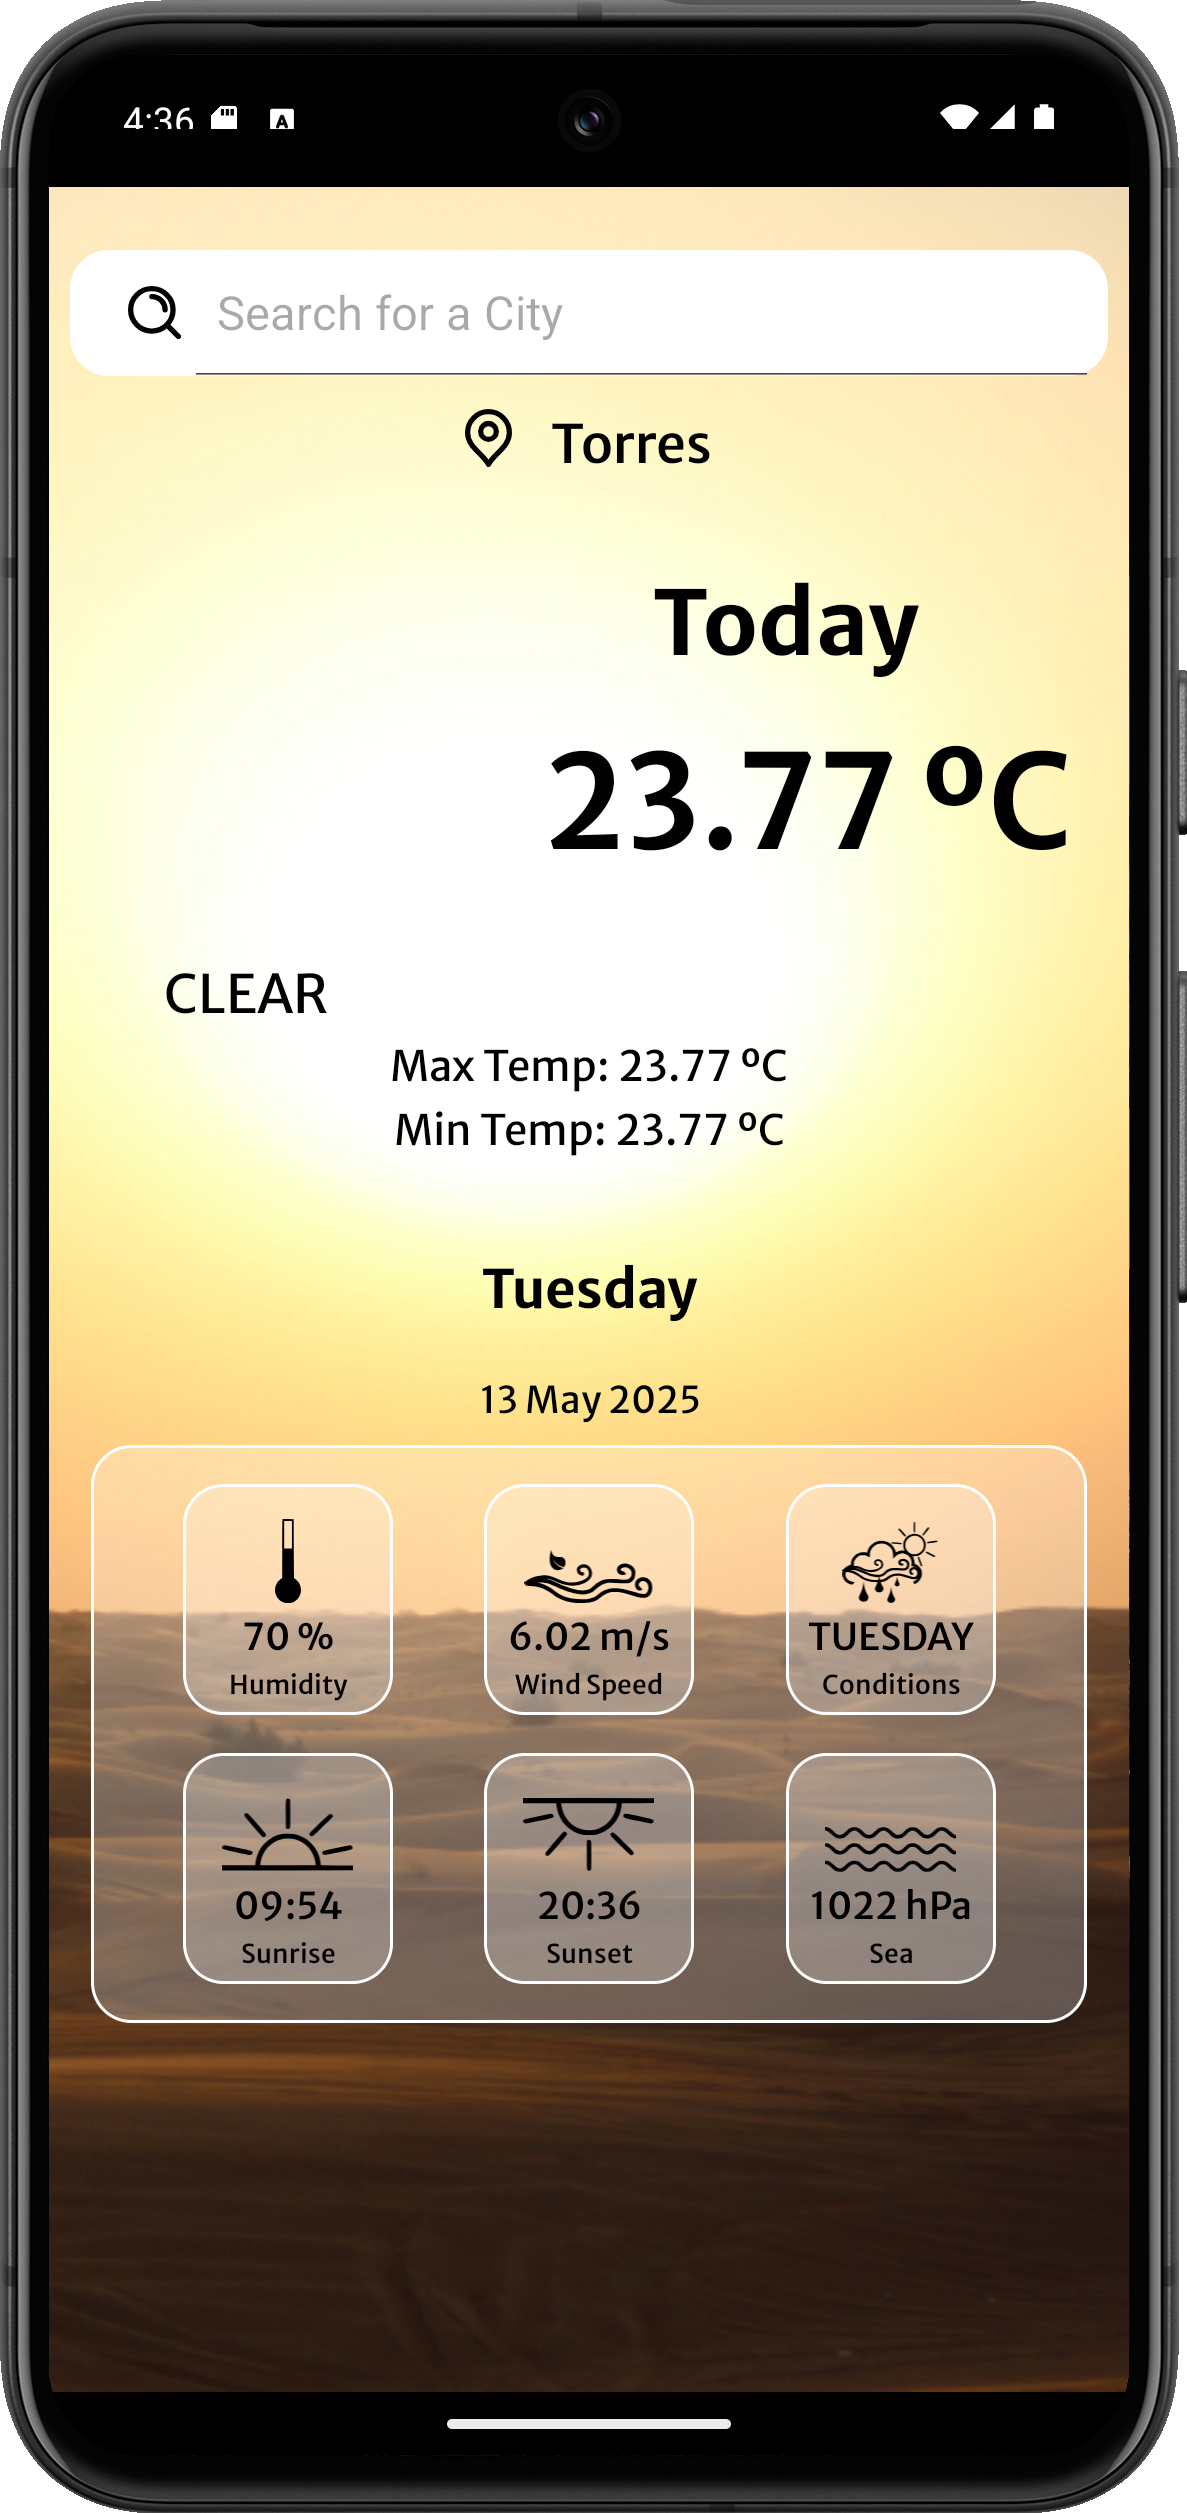 4:36
A
Search for a City
Torres
Today
23.77 ºC
CLEAR
Max Temp: 23.77 ºC
Min Temp: 23.77 ºC
Tuesday
13 May 2025
70 %
Humidity
6.02 m/s
Wind Speed
TUESDAY
Conditions
09:54
Sunrise
20:36
Sunset
1022 hPa
Sea